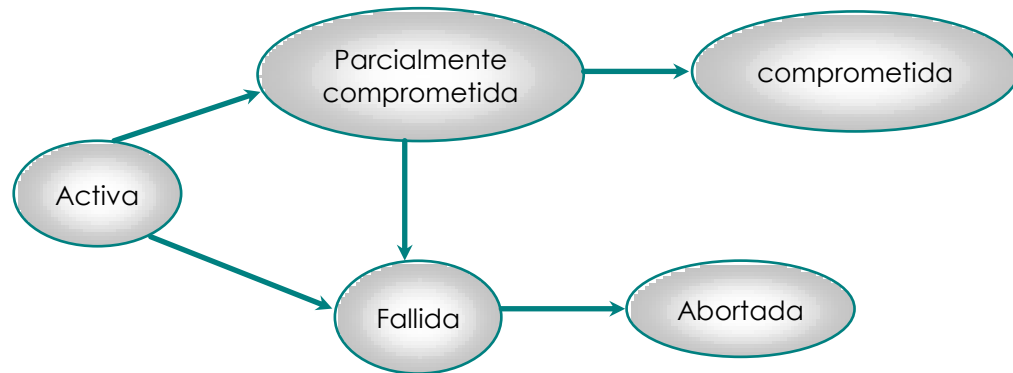 Parcialmente
comprometida
comprometida
Activa
Fallida
Abortada